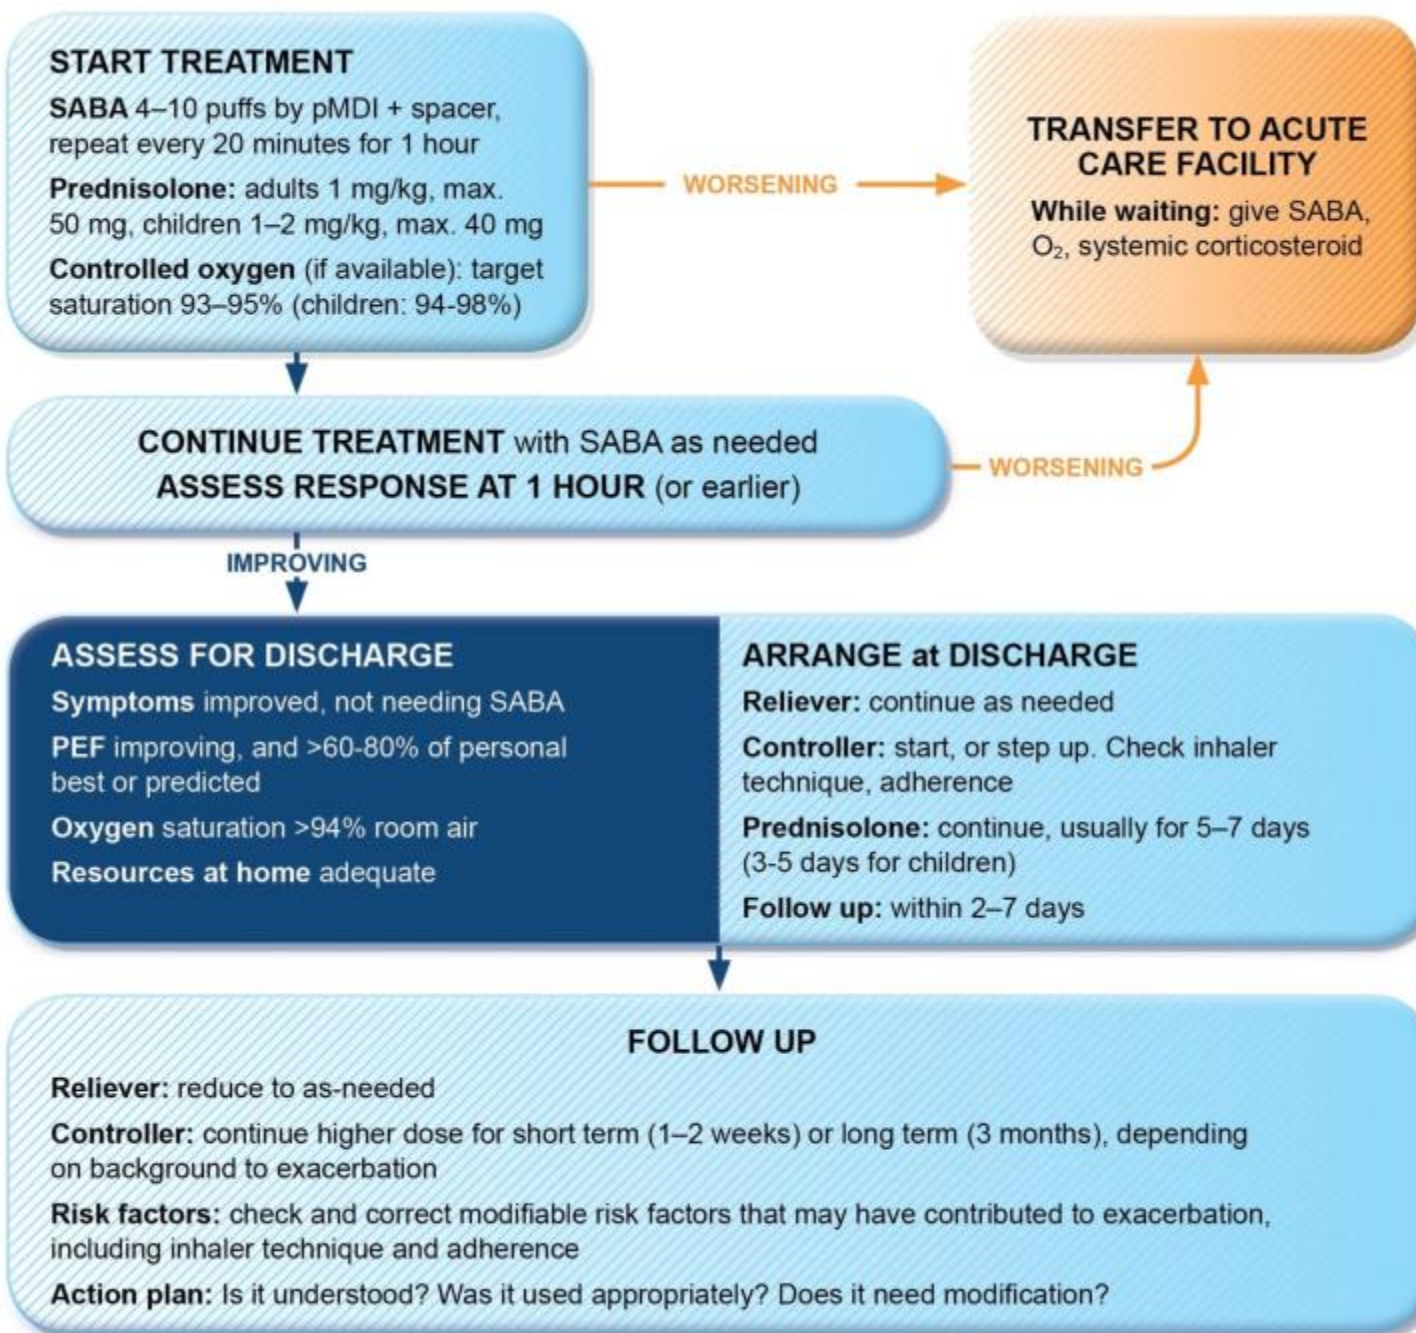 START TREATMENT
SABA 4–10 puffs by pMDI + spacer,
repeat every 20 minutes for 1 hour
Prednisolone: adults 1 mg/kg, max.
50 mg, children 1–2 mg/kg, max. 40 mg
Controlled oxygen (if available): target
saturation 93–95% (children: 94-98%)
WORSENING
TRANSFER TO ACUTE
CARE FACILITY
While waiting: give SABA,
O₂, systemic corticosteroid
CONTINUE TREATMENT with SABA as needed
ASSESS RESPONSE AT 1 HOUR (or earlier)
WORSENING
IMPROVING
ASSESS FOR DISCHARGE
Symptoms improved, not needing SABA
PEF improving, and >60-80% of personal
best or predicted
Oxygen saturation >94% room air
Resources at home adequate
ARRANGE at DISCHARGE
Reliever: continue as needed
Controller: start, or step up. Check inhaler
technique, adherence
Prednisolone: continue, usually for 5–7 days
(3-5 days for children)
Follow up: within 2–7 days
FOLLOW UP
Reliever: reduce to as-needed
Controller: continue higher dose for short term (1–2 weeks) or long term (3 months), depending
on background to exacerbation
Risk factors: check and correct modifiable risk factors that may have contributed to exacerbation,
including inhaler technique and adherence
Action plan: Is it understood? Was it used appropriately? Does it need modification?